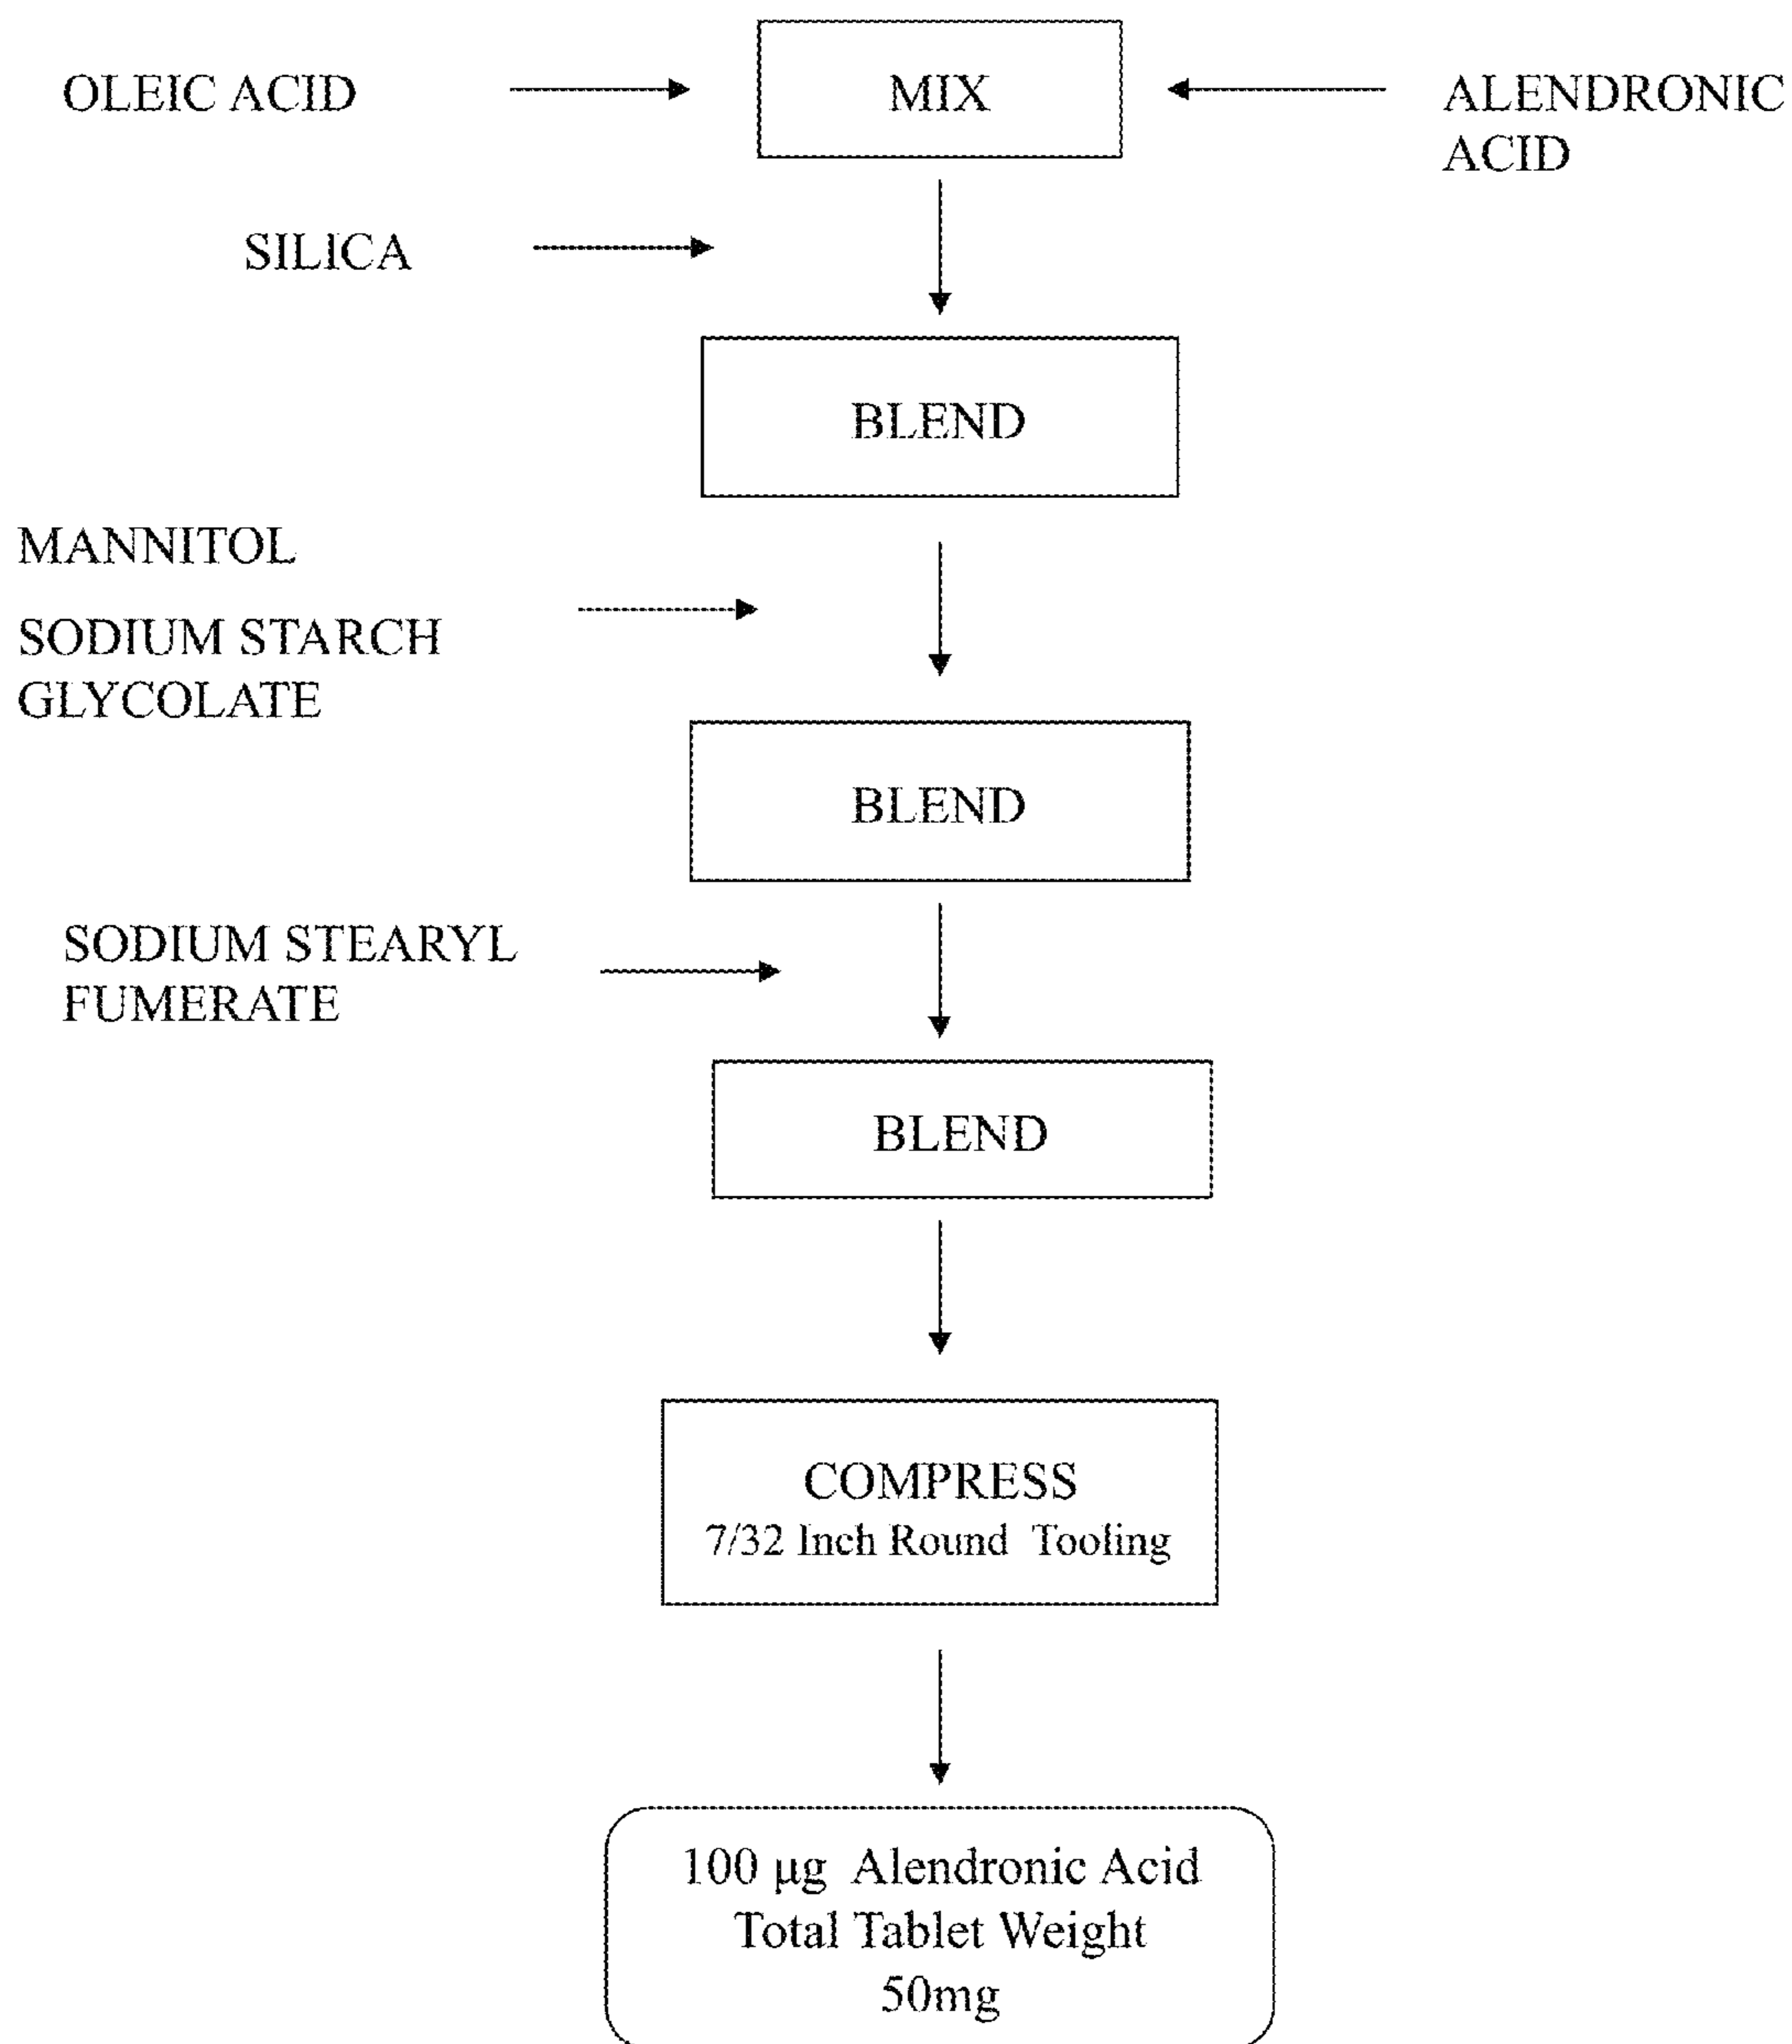 OLEIC ACID
MIX
ALENDRONIC
ACID
SILICA
BLEND
MANNITOL
SODIUM STARCH
GLYCOLATE
BLEND
SODIUM STEARYL
FUMERATE
BLEND
COMPRESS
7/32 Inch Round Tooling
100 µg Alendronic Acid
Total Tablet Weight
50mg